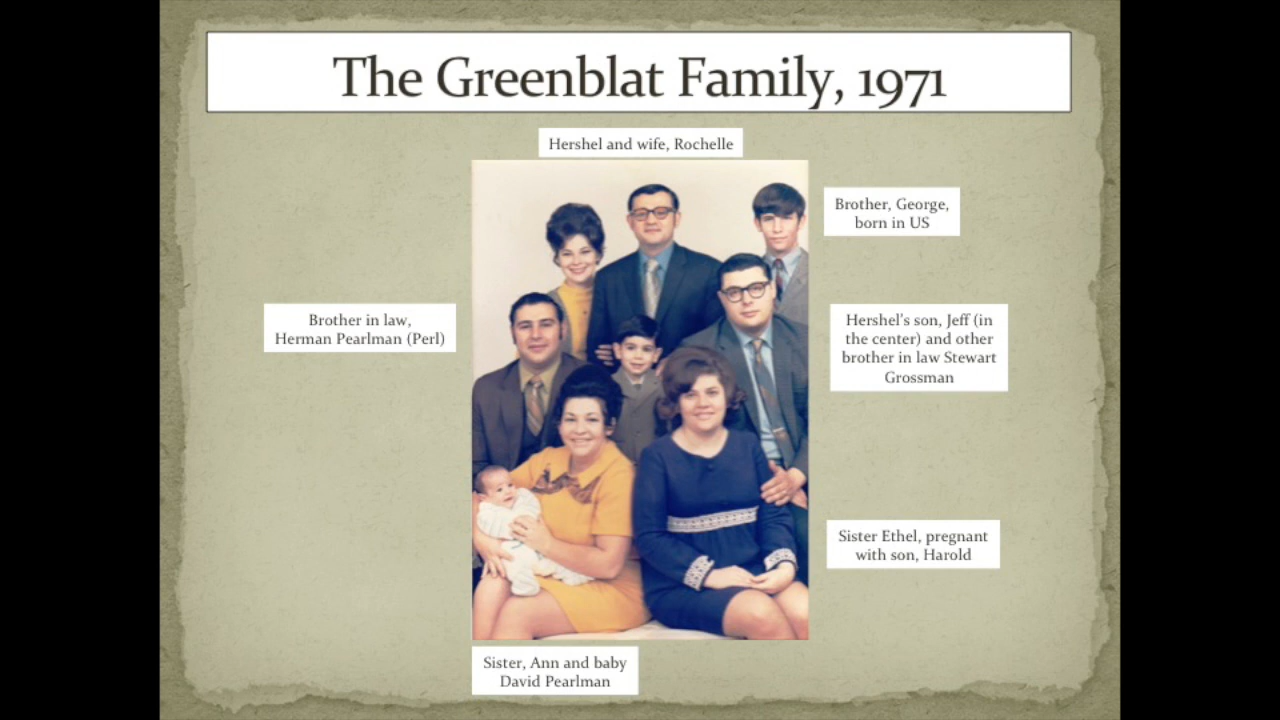 The Greenblat Family, 1971
Hershel and wife, Rochelle
Brother, George,
born in US
Brother in law,
Herman Pearlman (Perl)
Hershel's son, Jeff (in
the center) and other
brother in law Stewart
Grossman
Sister Ethel, pregnant
with son, Harold
Sister, Ann and baby
David Pearlman